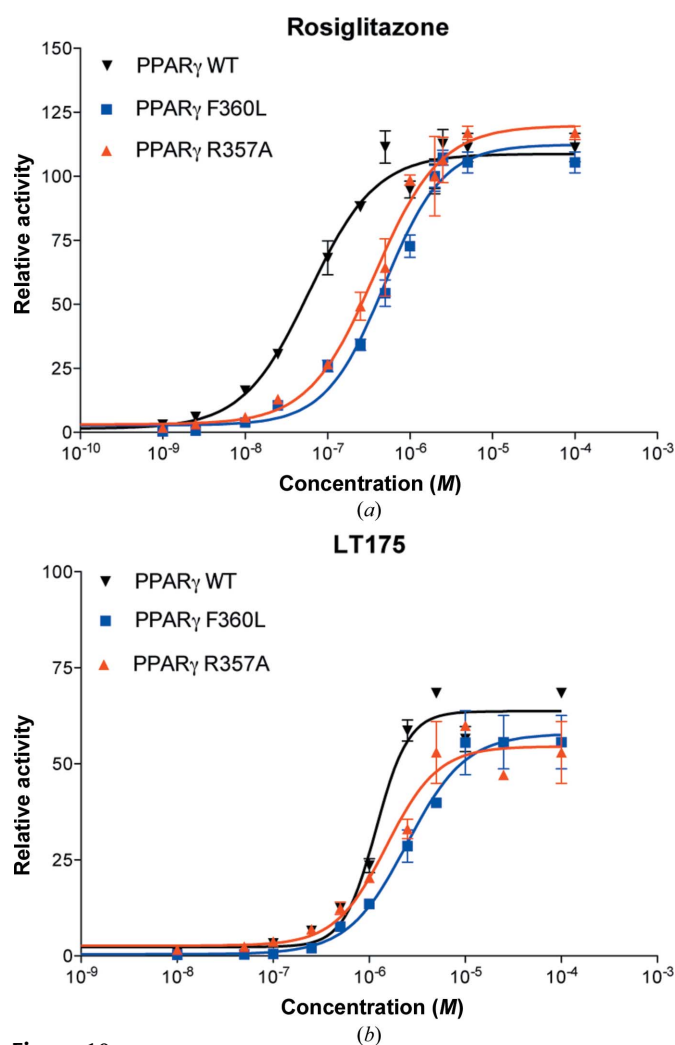 Rosiglitazone
150
125
100
75
50
25
0
Relative activity
PPARγ WT
PPARγ F360L
PPARγ R357A
10⁻¹⁰ 10⁻⁹ 10⁻⁸ 10⁻⁷ 10⁻⁶ 10⁻⁵ 10⁻⁴ 10⁻³
Concentration (M)
(a)
LT175
100
75
50
25
0
Relative activity
PPARγ WT
PPARγ F360L
PPARγ R357A
10⁻⁹ 10⁻⁸ 10⁻⁷ 10⁻⁶ 10⁻⁵ 10⁻⁴ 10⁻³
Concentration (M)
(b)